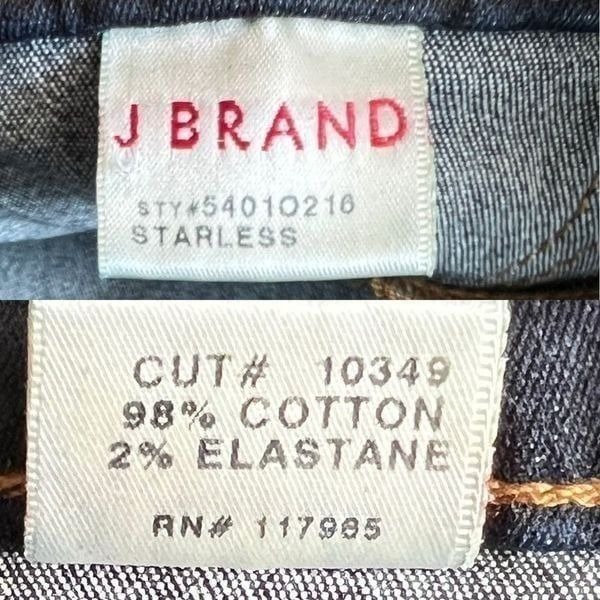 J BRAND
STY#54010216
STARLESS
CUT# 10349
98% COTTON
2% ELASTANE
RN# 117985